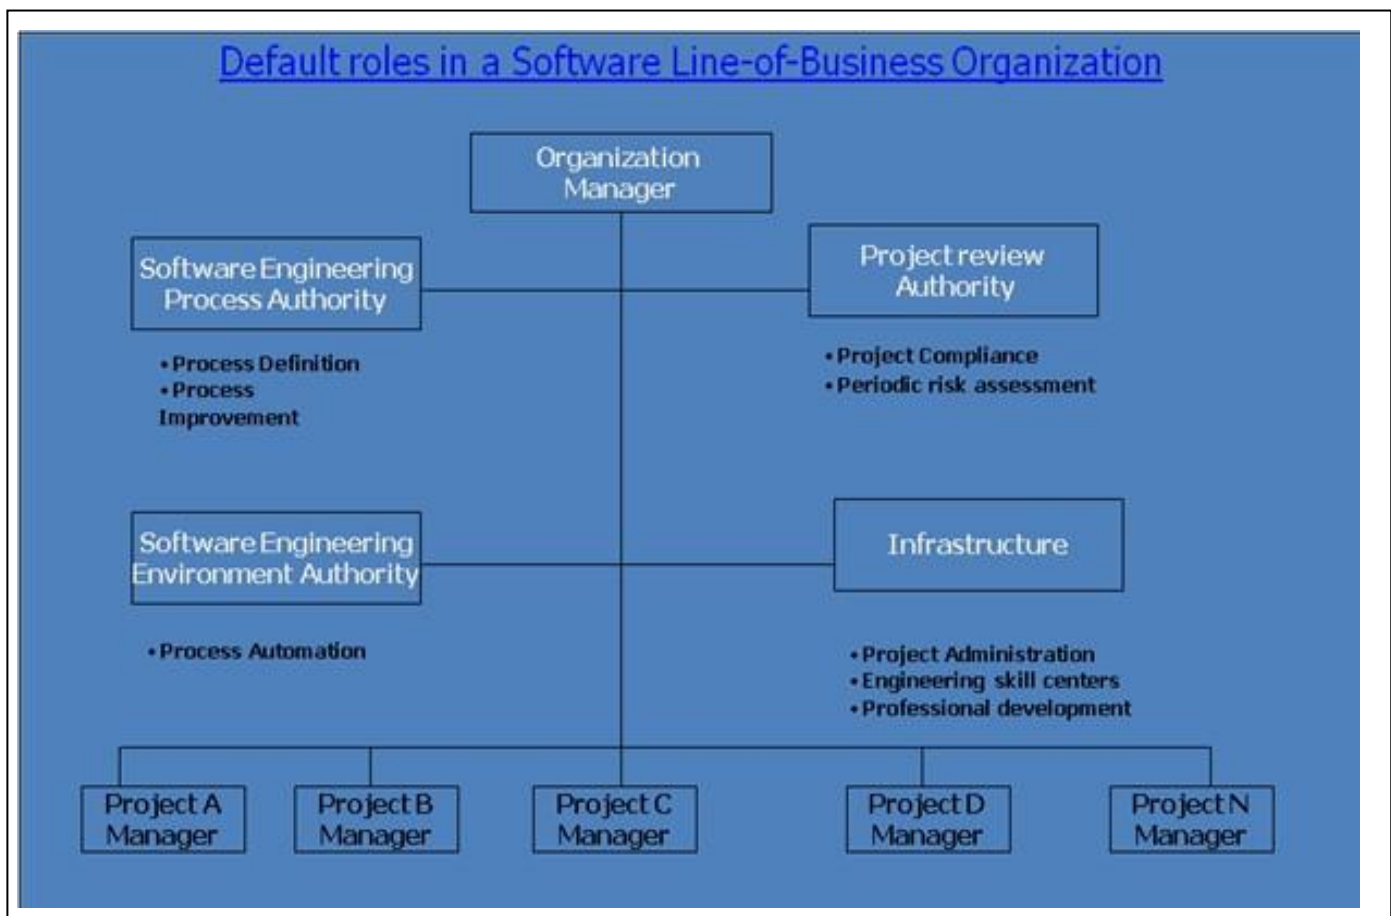 Default roles in a Software Line-of-Business Organization
Organization
Manager
Software Engineering
Process Authority
Project review
Authority
• Process Definition
• Process
Improvement
• Project Compliance
• Periodic risk assessment
Software Engineering
Environment Authority
Infrastructure
• Process Automation
• Project Administration
• Engineering skill centers
• Professional development
Project A
Manager
Project B
Manager
Project C
Manager
Project D
Manager
Project N
Manager